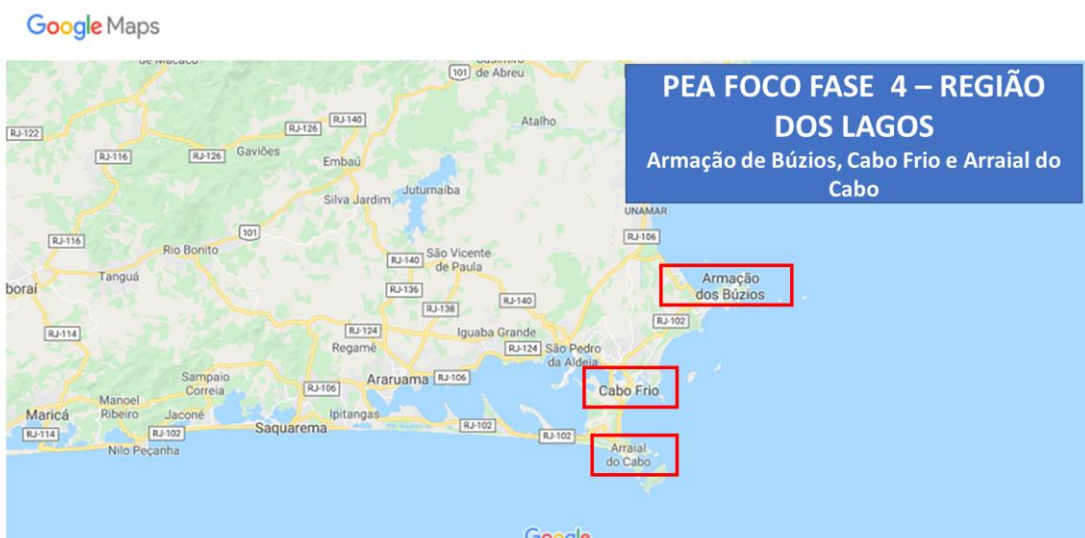 Google Maps
PEA FOCO FASE 4 – REGIÃO
DOS LAGOS
Armação de Búzios, Cabo Frio e Arraial do
Cabo
de Macacu
Casimiro
de Abreu
101
RJ-122
RJ-116
RJ-126
Gaviões
RJ-126
RJ-140
Atalho
Embaú
Silva Jardim
Juturnaíba
UNAMAR
RJ-106
RJ-116
Rio Bonito
101
RJ-140
São Vicente
de Paula
boraí
Tanguá
RJ-136
RJ-138
RJ-140
Armação
dos Búzios
RJ-102
RJ-114
RJ-124
Regamê
Iguaba Grande
RJ-124
São Pedro
da Aldeia
Sampaio
Correia
RJ-106
Araruama
RJ-106
Cabo Frio
Maricá
Manoel
Ribeiro
Jaconé
Ipitangas
RJ-114
RJ-102
Saquarema
RJ-102
RJ-102
Nilo Peçanha
Arraial
do Cabo
Google